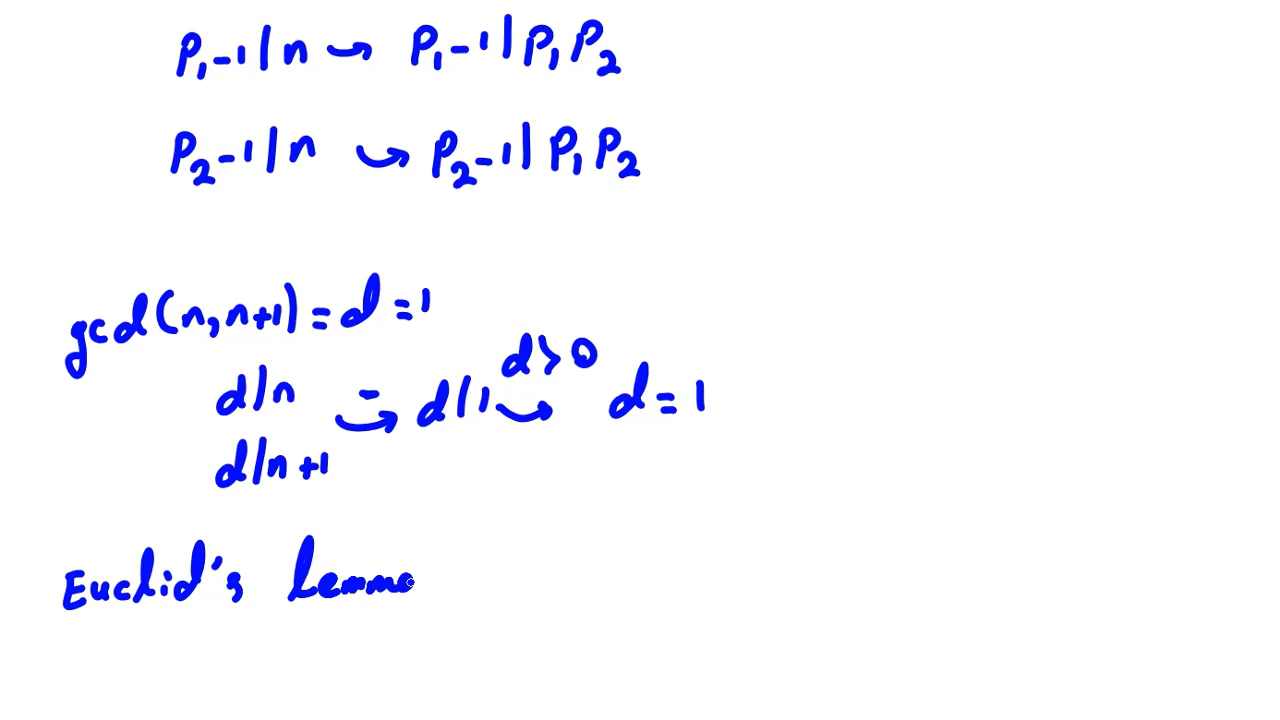 P₁-1|n → P₁-1|P₁P₂
P₂-1|n → P₂-1|P₁P₂
gcd(n,n+1)=d=1
d>0
d|n - → d|1 → d=1
d|n+1
Euclid's Lemma